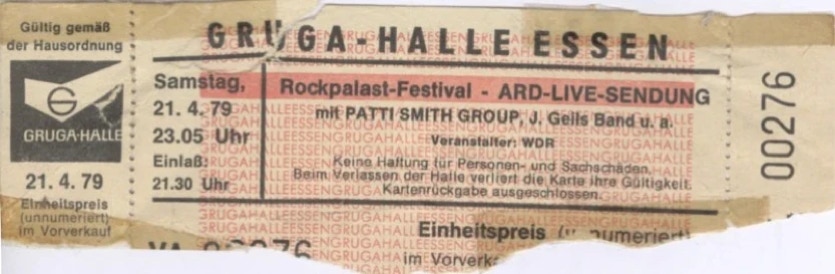 Gültig gemäß
der Hausordnung
GRUGA-HALLE
21. 4. 79
Einheitspreis
(unnumeriert)
im Vorverkauf
GRUGA-HALLE ESSEN
Samstag,
21. 4. 79
23.05 Uhr
Einlaß:
21.30 Uhr
Rockpalast-Festival - ARD-LIVE-SENDUNG
mit PATTI SMITH GROUP, J. Geils Band u. a.
Veranstalter: WDR
Keine Haftung für Personen- und Sachschäden.
Beim Verlassen der Halle verliert die Karte ihre Gültigkeit.
Kartenrückgabe ausgeschlossen.
Einheitspreis
im
00276